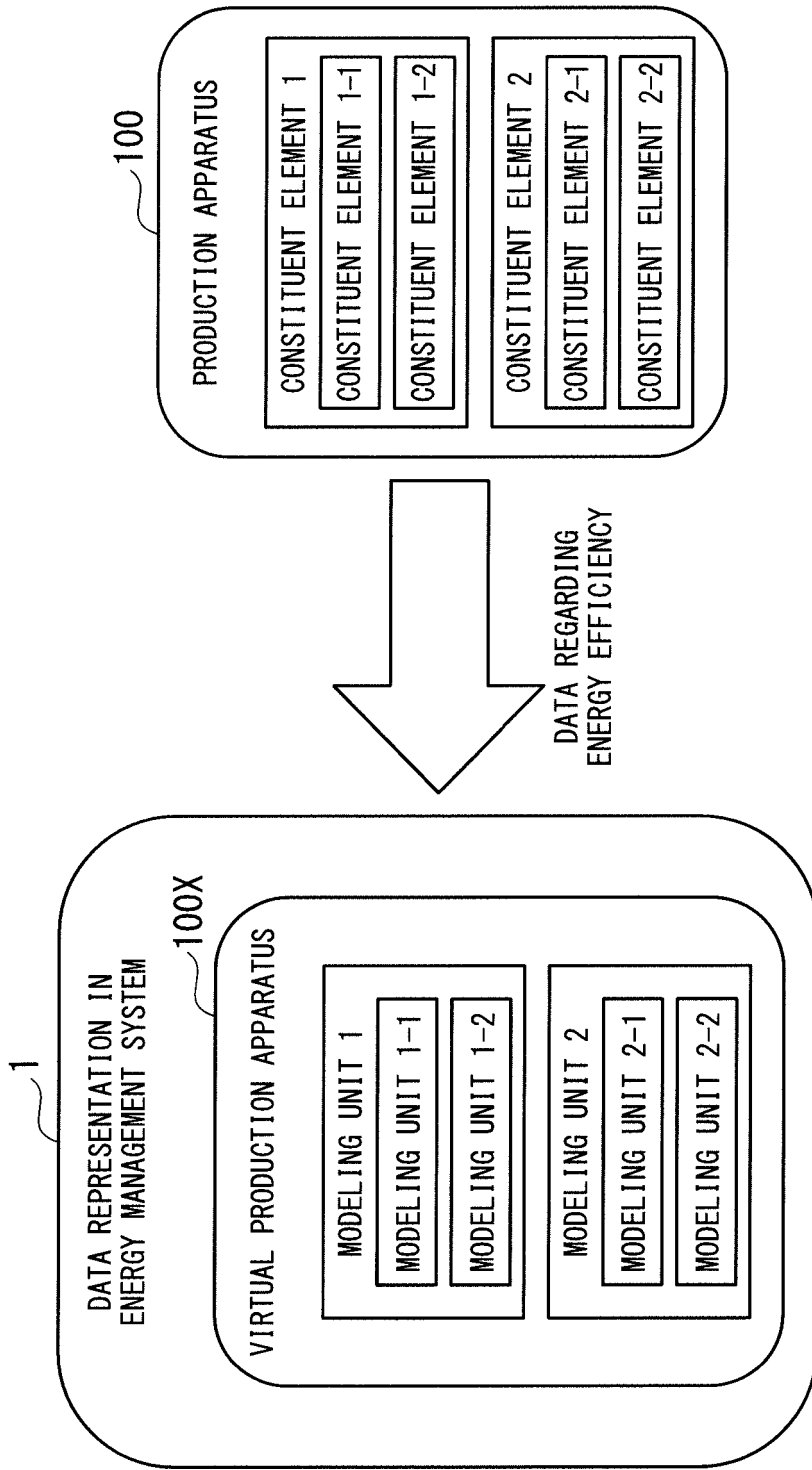 1
DATA REPRESENTATION IN
ENERGY MANAGEMENT SYSTEM
100X
VIRTUAL PRODUCTION APPARATUS
MODELING UNIT 1
MODELING UNIT 1-1
MODELING UNIT 1-2
MODELING UNIT 2
MODELING UNIT 2-1
MODELING UNIT 2-2
DATA REGARDING
ENERGY EFFICIENCY
100
PRODUCTION APPARATUS
CONSTITUENT ELEMENT 1
CONSTITUENT ELEMENT 1-1
CONSTITUENT ELEMENT 1-2
CONSTITUENT ELEMENT 2
CONSTITUENT ELEMENT 2-1
CONSTITUENT ELEMENT 2-2